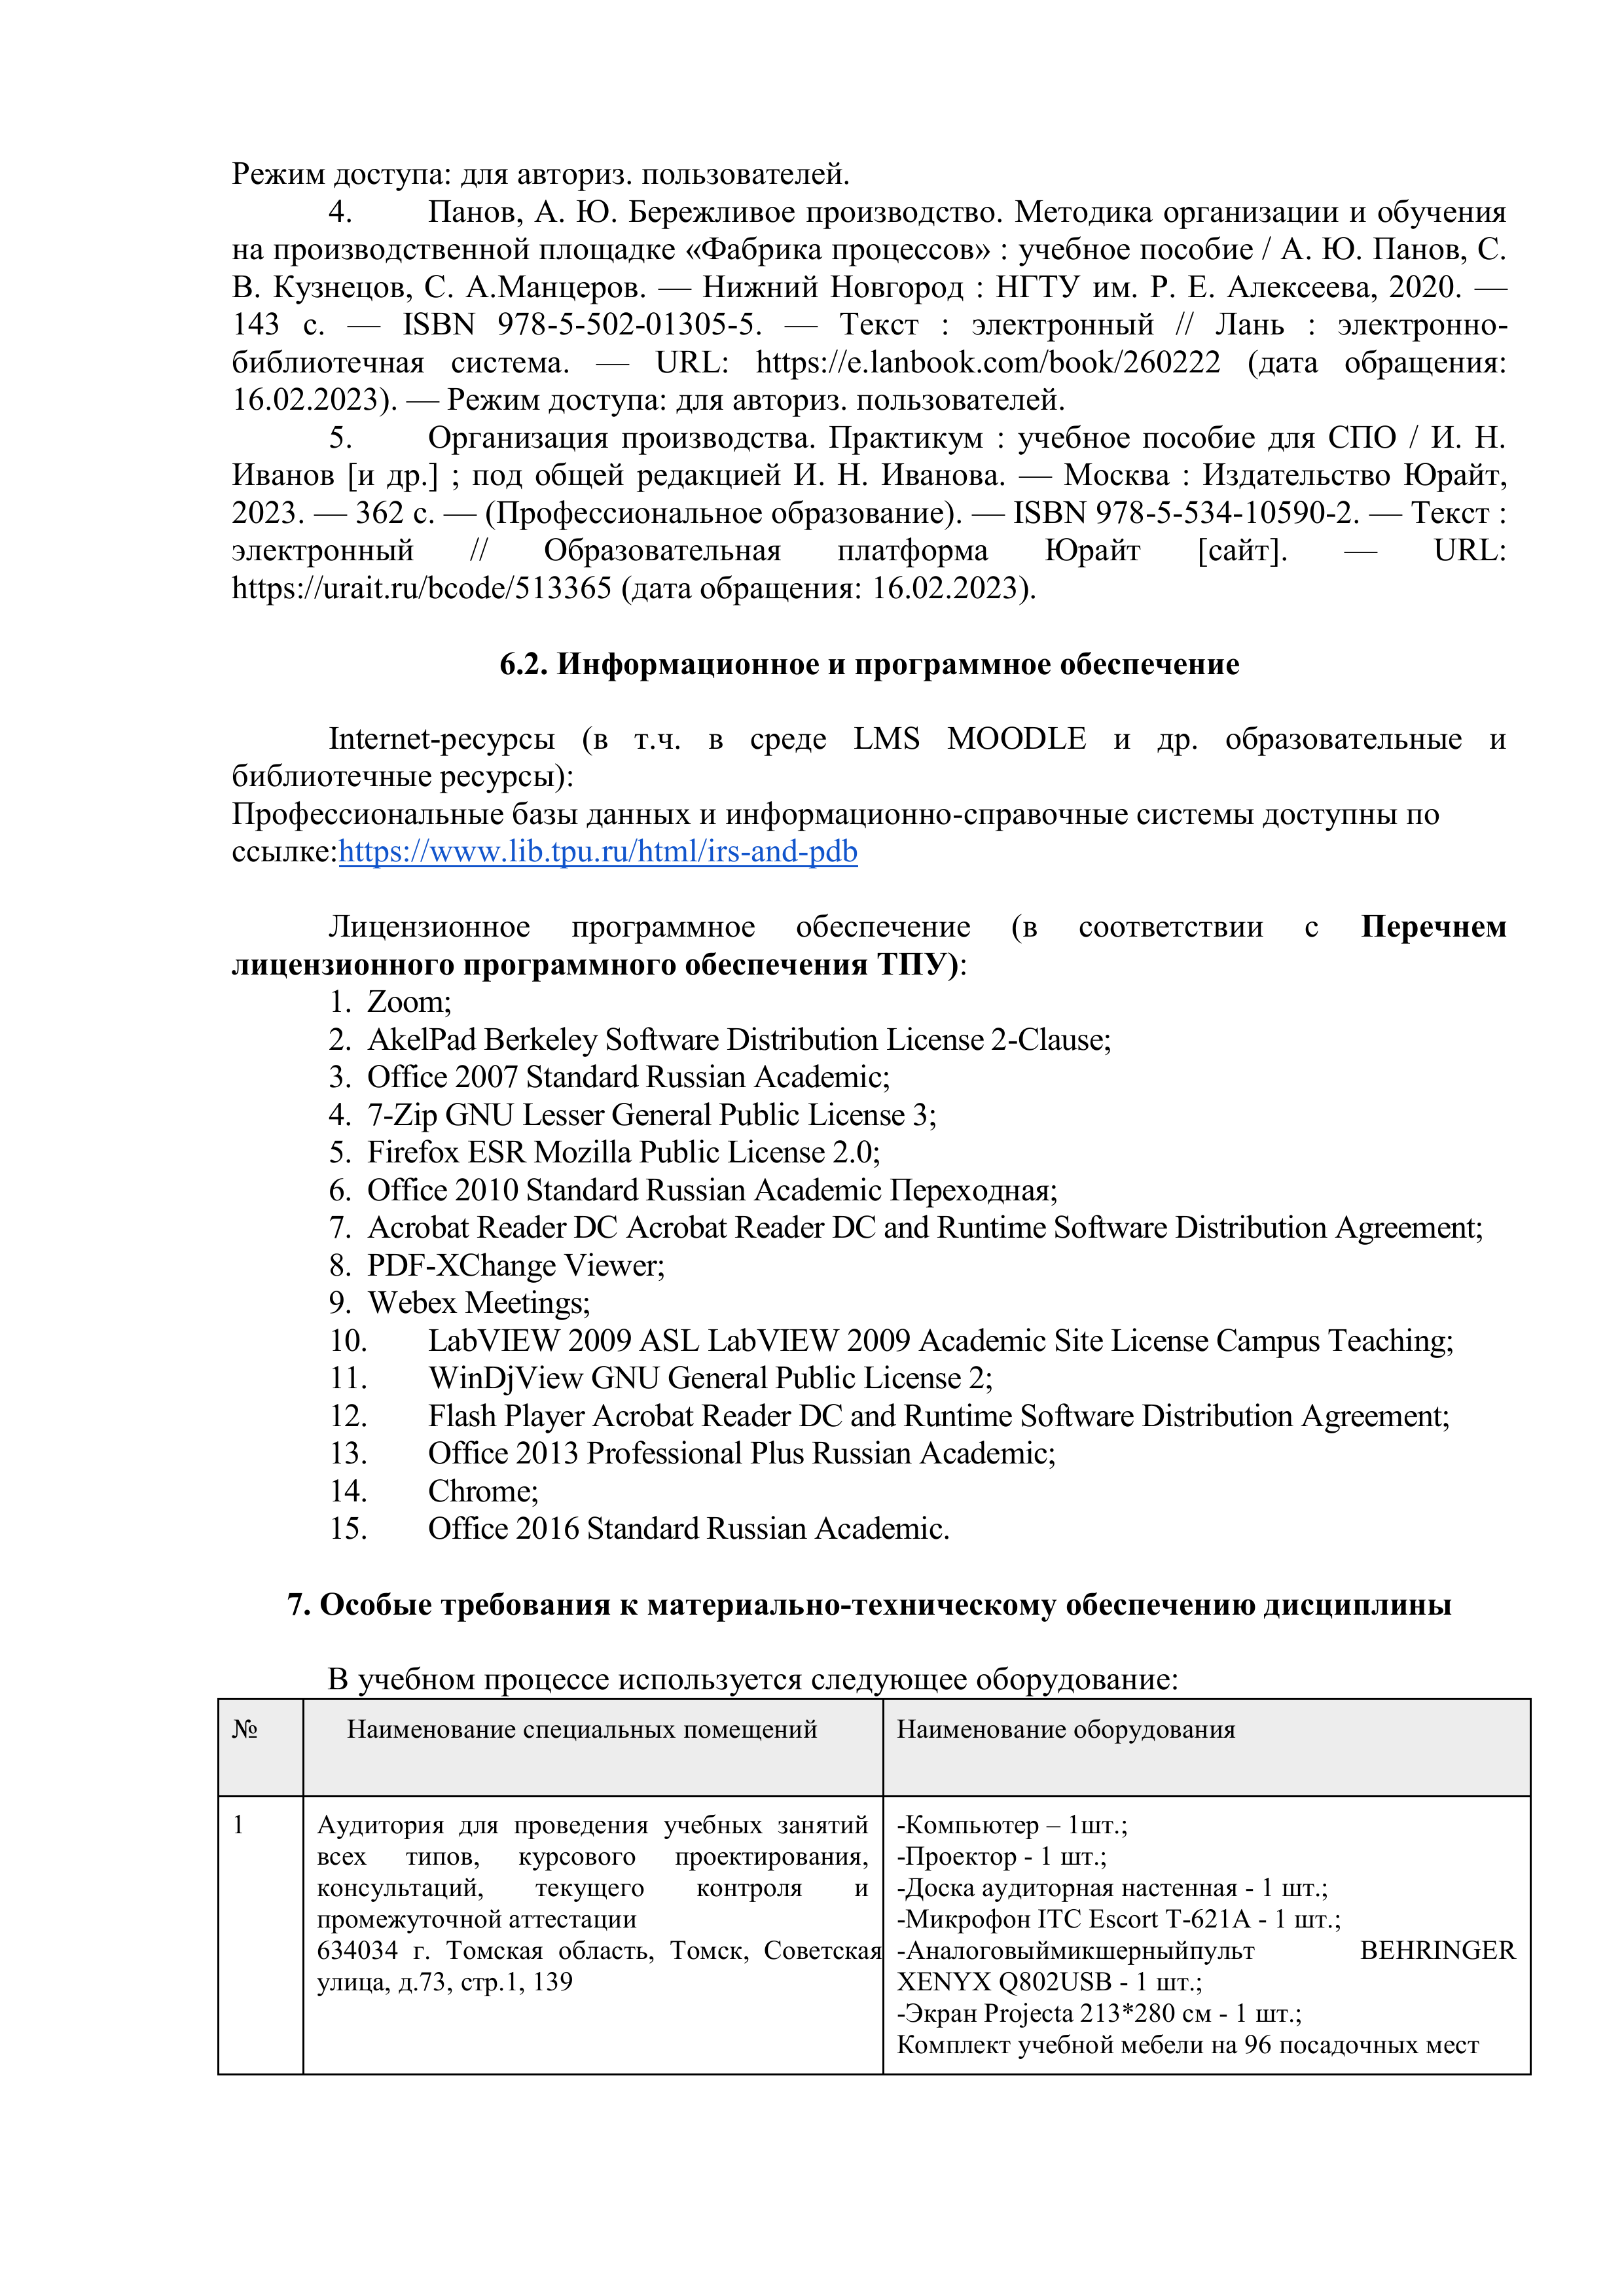 Режим доступа: для авториз. пользователей.
4. Панов, А. Ю. Бережливое производство. Методика организации и обучения
на производственной площадке «Фабрика процессов» : учебное пособие / А. Ю. Панов, С.
В. Кузнецов, С. А.Манцеров. — Нижний Новгород : НГТУ им. Р. Е. Алексеева, 2020. —
143 с. — ISBN 978-5-502-01305-5. — Текст : электронный // Лань : электронно-
библиотечная система. — URL: https://e.lanbook.com/book/260222 (дата обращения:
16.02.2023). — Режим доступа: для авториз. пользователей.
5. Организация производства. Практикум : учебное пособие для СПО / И. Н.
Иванов [и др.] ; под общей редакцией И. Н. Иванова. — Москва : Издательство Юрайт,
2023. — 362 с. — (Профессиональное образование). — ISBN 978-5-534-10590-2. — Текст :
электронный // Образовательная платформа Юрайт [сайт]. — URL:
https://urait.ru/bcode/513365 (дата обращения: 16.02.2023).
6.2. Информационное и программное обеспечение
Internet-ресурсы (в т.ч. в среде LMS MOODLE и др. образовательные и
библиотечные ресурсы):
Профессиональные базы данных и информационно-справочные системы доступны по
ссылке:https://www.lib.tpu.ru/html/irs-and-pdb
Лицензионное программное обеспечение (в соответствии с Перечнем
лицензионного программного обеспечения ТПУ):
1. Zoom;
2. AkelPad Berkeley Software Distribution License 2-Clause;
3. Office 2007 Standard Russian Academic;
4. 7-Zip GNU Lesser General Public License 3;
5. Firefox ESR Mozilla Public License 2.0;
6. Office 2010 Standard Russian Academic Переходная;
7. Acrobat Reader DC Acrobat Reader DC and Runtime Software Distribution Agreement;
8. PDF-XChange Viewer;
9. Webex Meetings;
10. LabVIEW 2009 ASL LabVIEW 2009 Academic Site License Campus Teaching;
11. WinDjView GNU General Public License 2;
12. Flash Player Acrobat Reader DC and Runtime Software Distribution Agreement;
13. Office 2013 Professional Plus Russian Academic;
14. Chrome;
15. Office 2016 Standard Russian Academic.
7. Особые требования к материально-техническому обеспечению дисциплины
В учебном процессе используется следующее оборудование:
№ Наименование специальных помещений Наименование оборудования
1
Аудитория для проведения учебных занятий
всех типов, курсового проектирования,
консультаций, текущего контроля и
промежуточной аттестации
634034 г. Томская область, Томск, Советская
улица, д.73, стр.1, 139
-Компьютер – 1шт.;
-Проектор - 1 шт.;
-Доска аудиторная настенная - 1 шт.;
-Микрофон ITC Escort T-621A - 1 шт.;
-Аналоговыймикшерныйпульт BEHRINGER
XENYX Q802USB - 1 шт.;
-Экран Projecta 213*280 см - 1 шт.;
Комплект учебной мебели на 96 посадочных мест